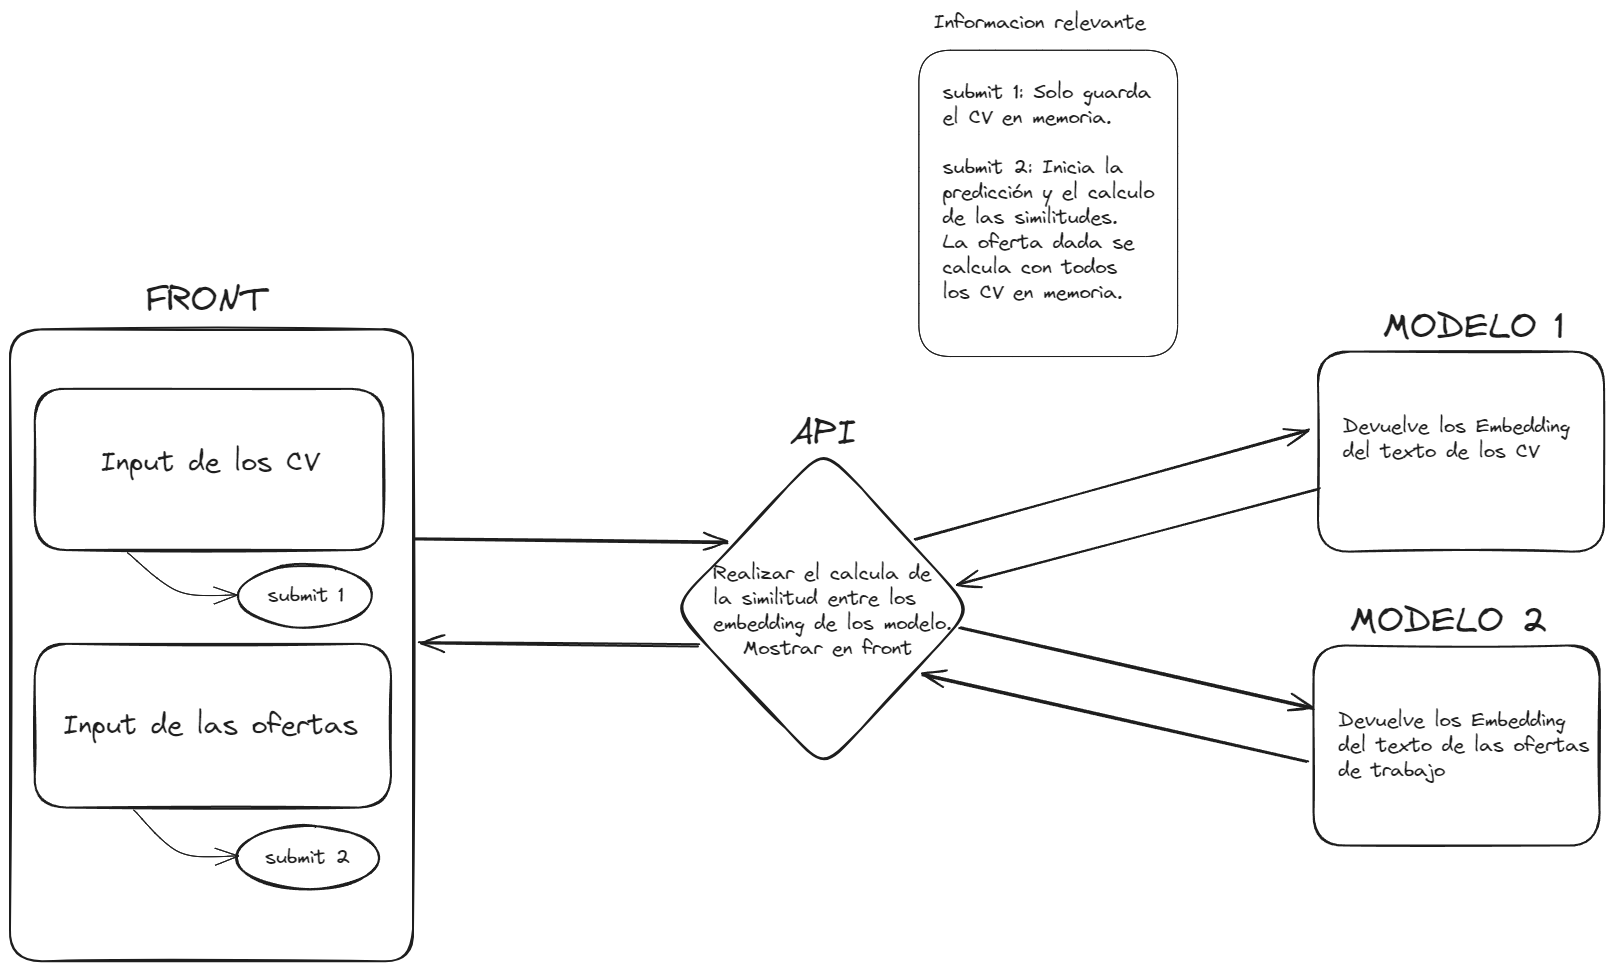 Informacion relevante
submit 1: Solo guarda
el CV en memoria.
submit 2: Inicia la
predicción y el calculo
de las similitudes.
La oferta dada se
calcula con todos
los CV en memoria.
FRONT
Input de los CV
submit 1
Input de las ofertas
submit 2
API
Realizar el calcula de
la similitud entre los
embedding de los modelo.
Mostrar en front
MODELO 1
Devuelve los Embedding
del texto de los CV
MODELO 2
Devuelve los Embedding
del texto de las ofertas
de trabajo